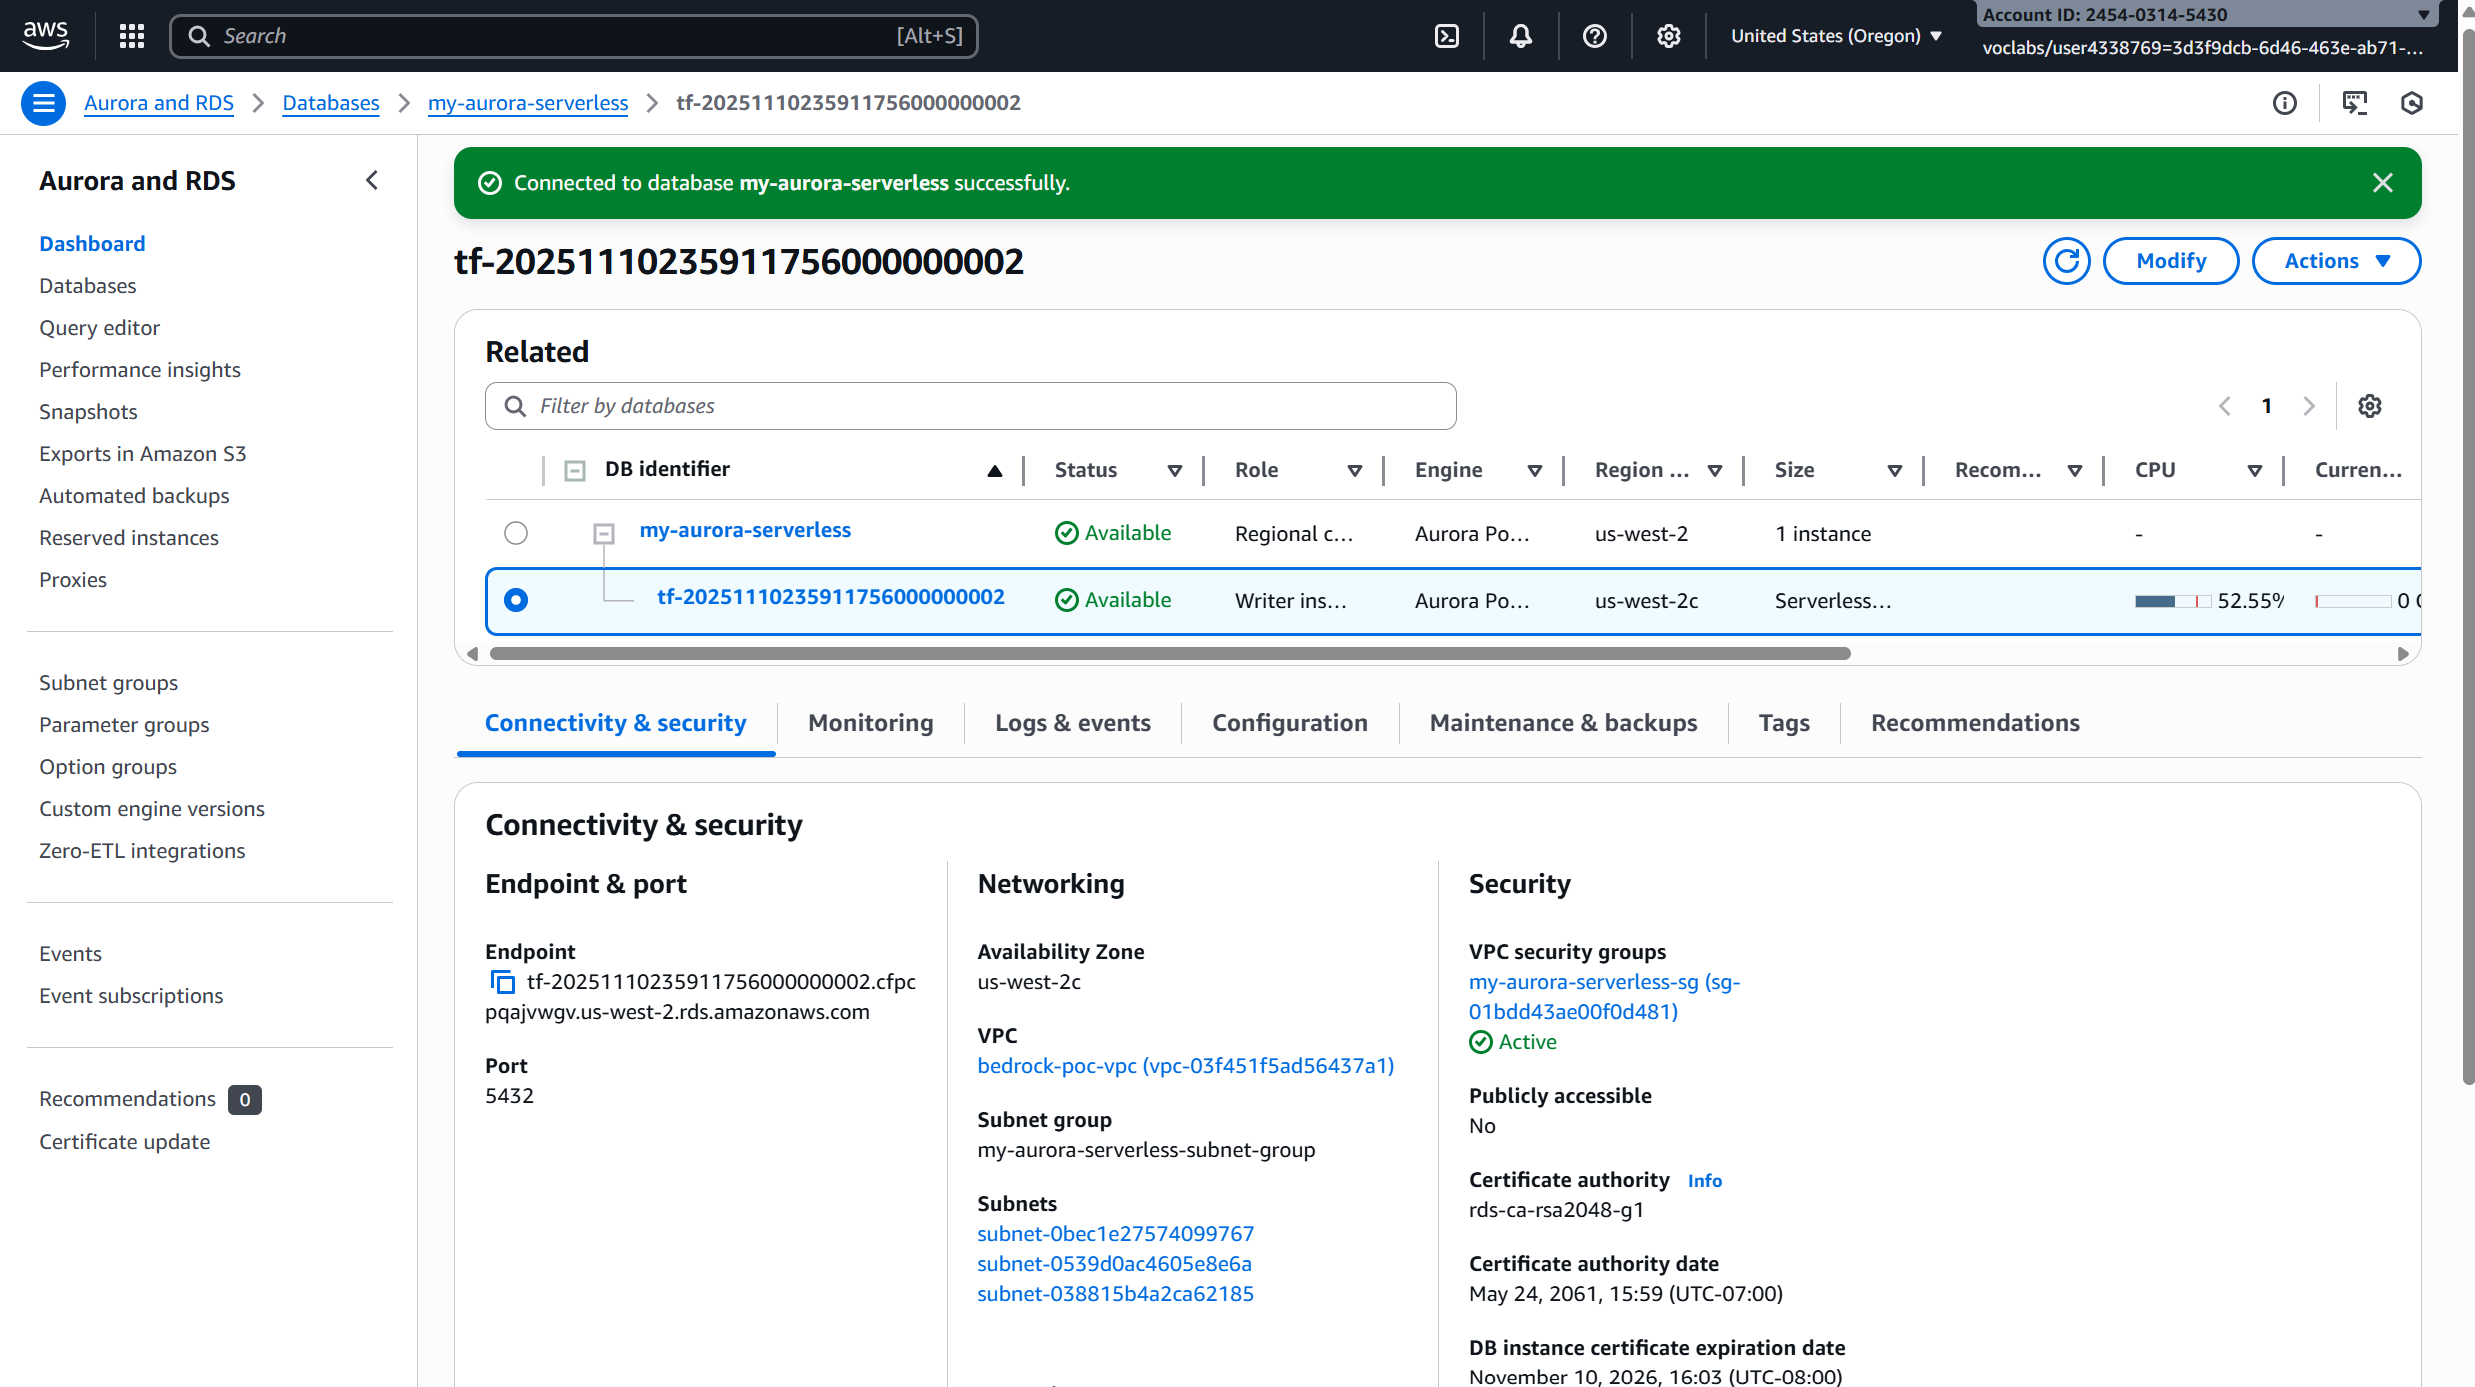 aws
Search
[Alt+S]
United States (Oregon)
Account ID: 2454-0314-5430
voclabs/user4338769=3d3f9dcb-6d46-463e-ab71-...
Aurora and RDS
Databases
my-aurora-serverless
tf-20251110235911756000000002
Aurora and RDS
Dashboard
Databases
Query editor
Performance insights
Snapshots
Exports in Amazon S3
Automated backups
Reserved instances
Proxies
Subnet groups
Parameter groups
Option groups
Custom engine versions
Zero-ETL integrations
Events
Event subscriptions
Recommendations 0
Certificate update
Connected to database my-aurora-serverless successfully.
tf-20251110235911756000000002
Modify
Actions
Related
Filter by databases
1
DB identifier
Status
Role
Engine
Region ...
Size
Recom...
CPU
Curren...
my-aurora-serverless
Available
Regional c...
Aurora Po...
us-west-2
1 instance
-
-
tf-20251110235911756000000002
Available
Writer ins...
Aurora Po...
us-west-2c
Serverless...
52.55%
0
Connectivity & security
Monitoring
Logs & events
Configuration
Maintenance & backups
Tags
Recommendations
Connectivity & security
Endpoint & port
Endpoint
tf-20251110235911756000000002.cfpc
pqajvwgv.us-west-2.rds.amazonaws.com
Port
5432
Networking
Availability Zone
us-west-2c
VPC
bedrock-poc-vpc (vpc-03f451f5ad56437a1)
Subnet group
my-aurora-serverless-subnet-group
Subnets
subnet-0bec1e27574099767
subnet-0539d0ac4605e8e6a
subnet-038815b4a2ca62185
Security
VPC security groups
my-aurora-serverless-sg (sg-
01bdd43ae00f0d481)
Active
Publicly accessible
No
Certificate authority Info
rds-ca-rsa2048-g1
Certificate authority date
May 24, 2061, 15:59 (UTC-07:00)
DB instance certificate expiration date
November 10, 2026, 16:03 (UTC-08:00)